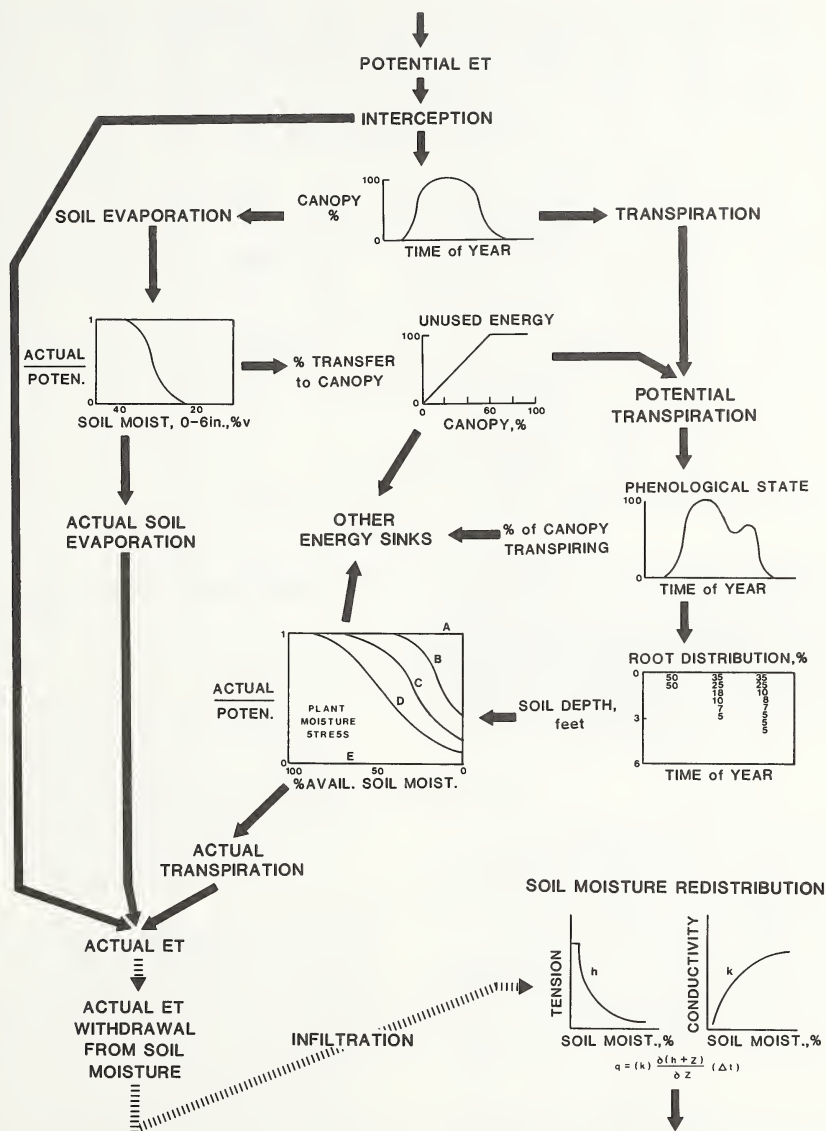 POTENTIAL ET
INTERCEPTION
SOIL EVAPORATION
CANOPY
%
100
0
TIME of YEAR
TRANSPIRATION
ACTUAL
POTEN.
1
0
40 20
SOIL MOIST, 0-6in.,%v
% TRANSFER
to CANOPY
UNUSED ENERGY
100
0
0 60 100
CANOPY,%
POTENTIAL
TRANSPIRATION
ACTUAL SOIL
EVAPORATION
OTHER
ENERGY SINKS
% of CANOPY
TRANSPIRING
PHENOLOGICAL STATE
100
0
TIME of YEAR
ACTUAL
POTEN.
1
0
A
B
C
D
E
PLANT
MOISTURE
STRESS
100 50 0
%AVAIL. SOIL MOIST.
SOIL DEPTH,
feet
ROOT DISTRIBUTION,%
0
3
6
50 35 35
50 25 25
18 10
10 8
7 7
5 5
5
5
TIME of YEAR
ACTUAL
TRANSPIRATION
ACTUAL ET
ACTUAL ET
WITHDRAWAL
FROM SOIL
MOISTURE
INFILTRATION
SOIL MOISTURE REDISTRIBUTION
TENSION
h
SOIL MOIST.,%
CONDUCTIVITY
k
SOIL MOIST.,%
q = (k) δ(h+Z) / δ Z (Δt)